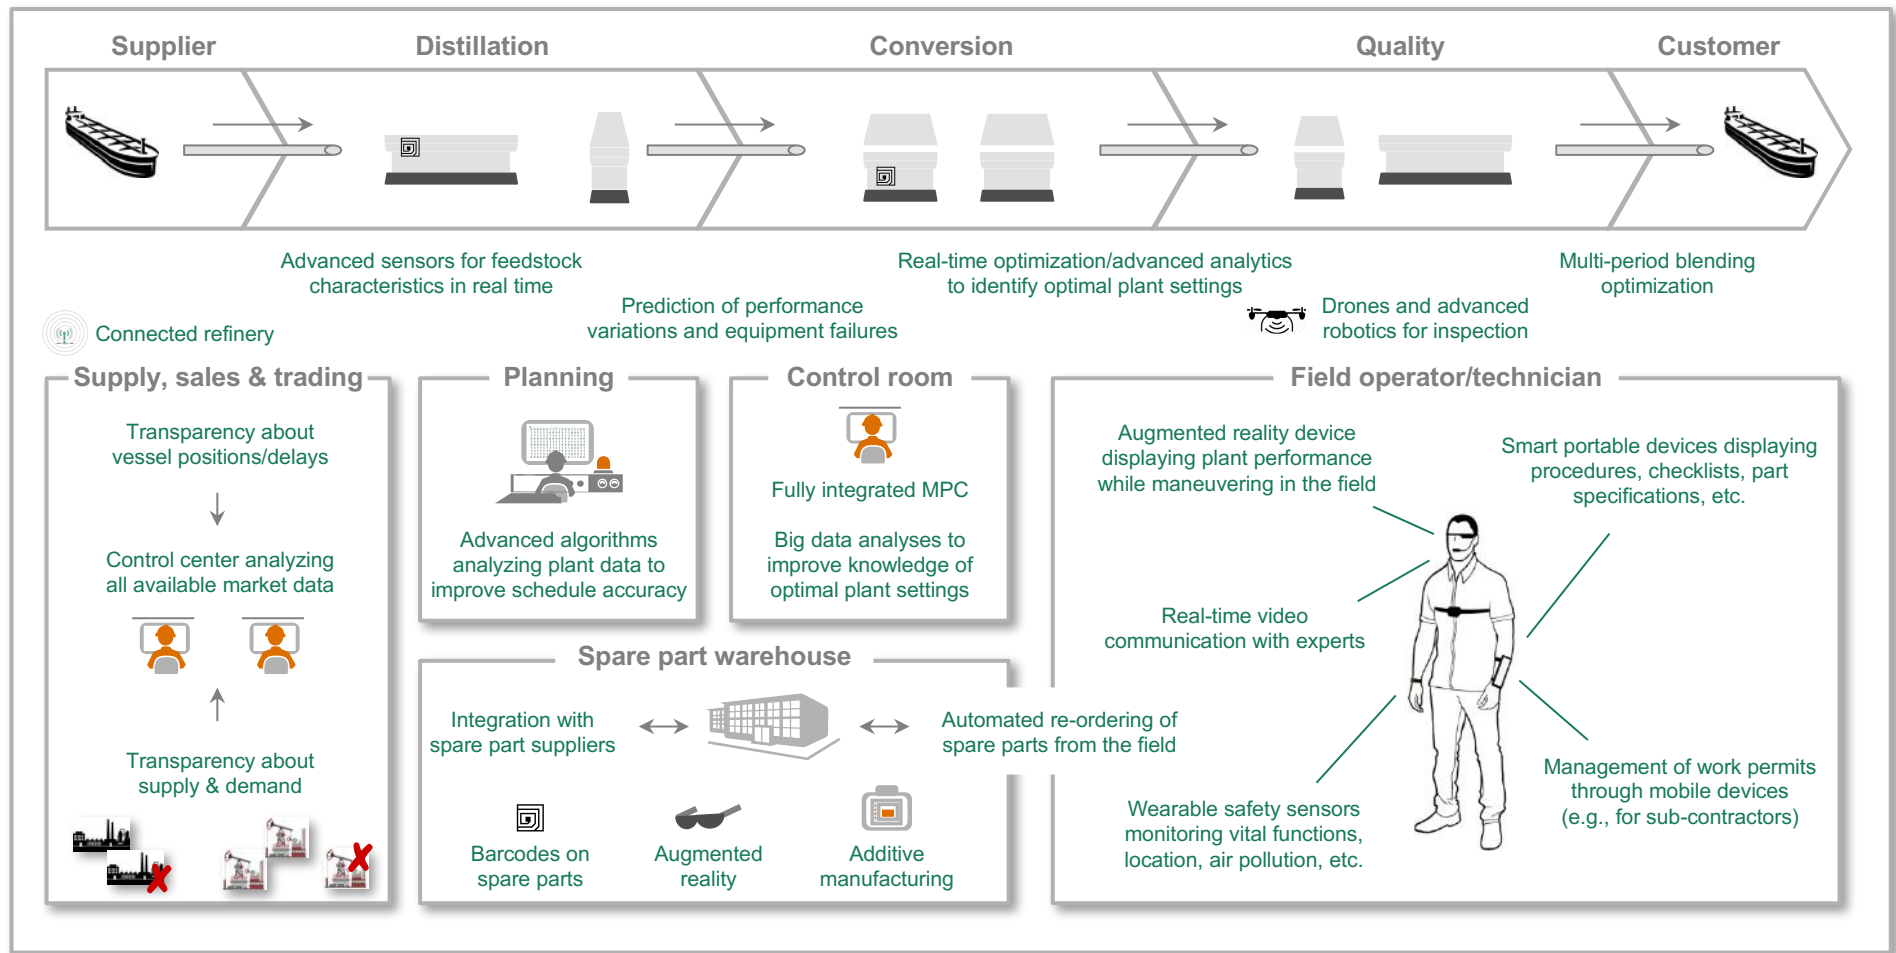 Supplier
Distillation
Conversion
Quality
Customer
Advanced sensors for feedstock
characteristics in real time
Prediction of performance
variations and equipment failures
Real-time optimization/advanced analytics
to identify optimal plant settings
Drones and advanced
robotics for inspection
Multi-period blending
optimization
Connected refinery
Supply, sales & trading
Transparency about
vessel positions/delays
Control center analyzing
all available market data
Transparency about
supply & demand
Planning
Advanced algorithms
analyzing plant data to
improve schedule accuracy
Control room
Fully integrated MPC
Big data analyses to
improve knowledge of
optimal plant settings
Spare part warehouse
Integration with
spare part suppliers
Automated re-ordering of
spare parts from the field
Barcodes on
spare parts
Augmented
reality
Additive
manufacturing
Field operator/technician
Augmented reality device
displaying plant performance
while maneuvering in the field
Smart portable devices displaying
procedures, checklists, part
specifications, etc.
Real-time video
communication with experts
Wearable safety sensors
monitoring vital functions,
location, air pollution, etc.
Management of work permits
through mobile devices
(e.g., for sub-contractors)